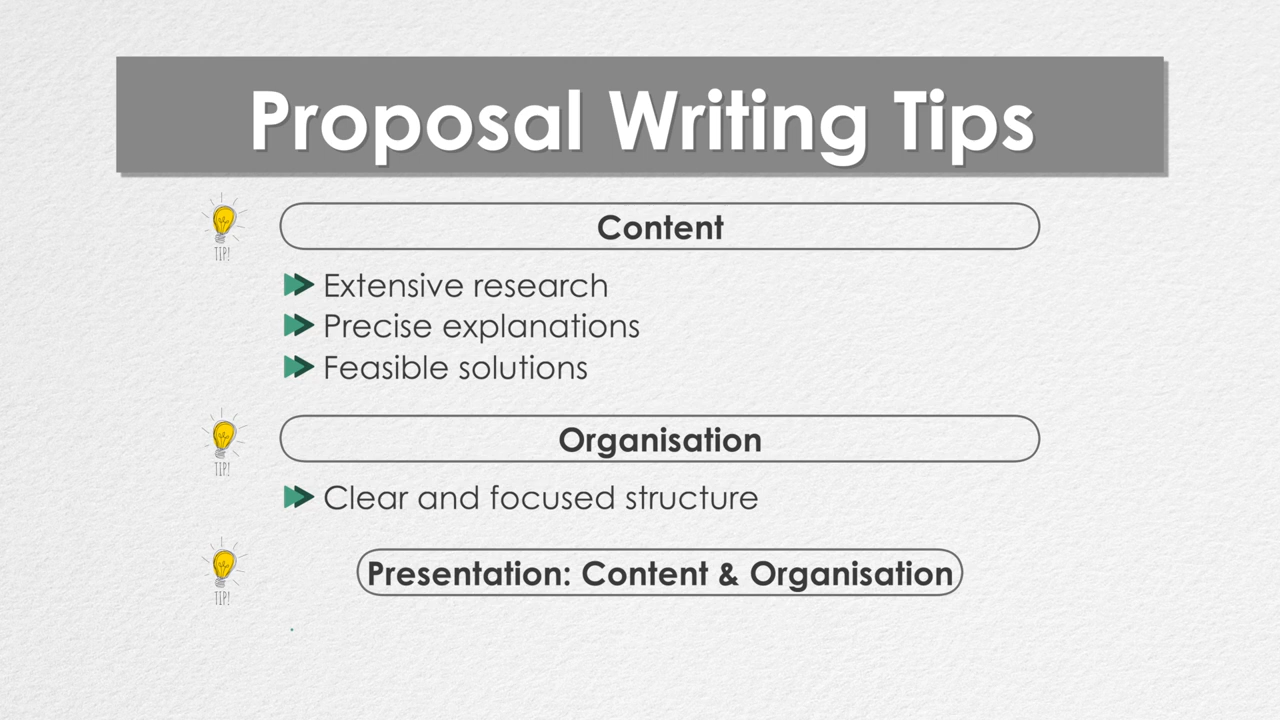 Proposal Writing Tips
TIP!
Content
Extensive research
Precise explanations
Feasible solutions
TIP!
Organisation
Clear and focused structure
TIP!
Presentation: Content & Organisation